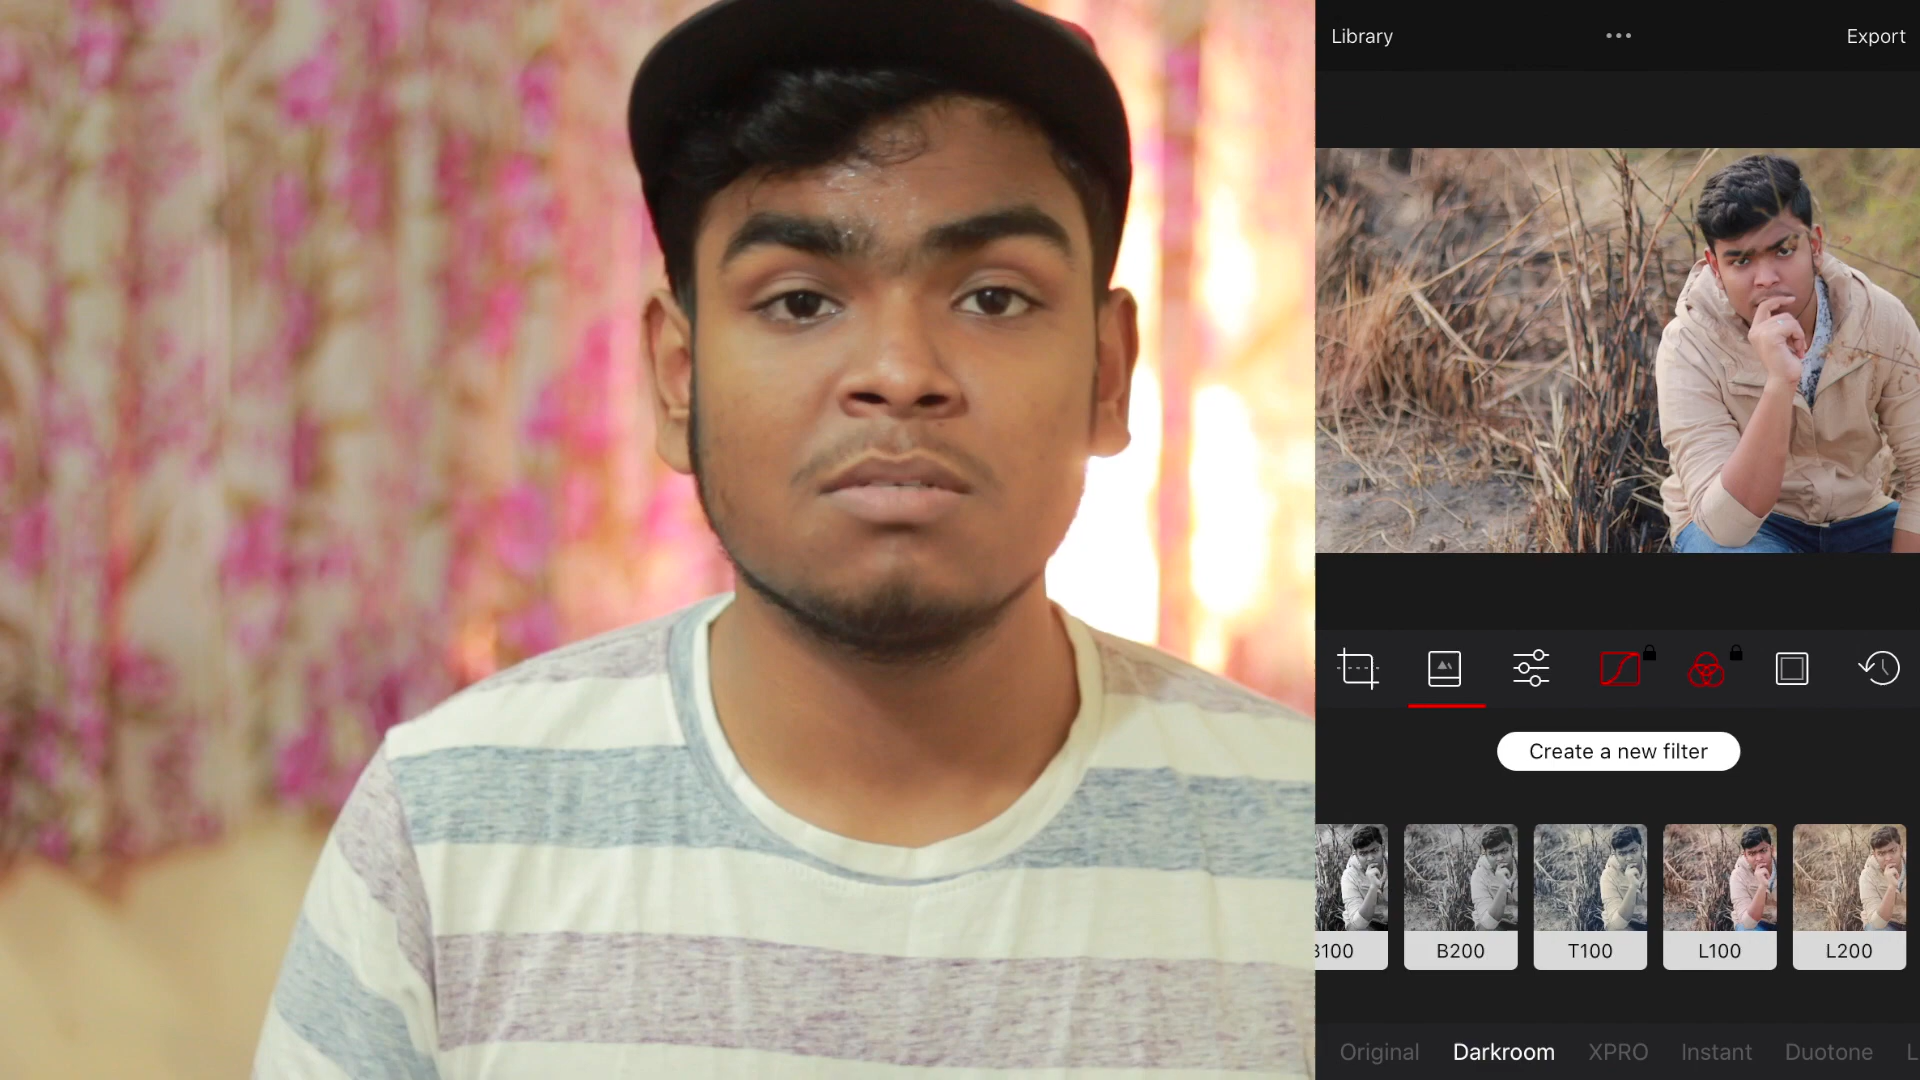 Library ••• Export
Create a new filter
B200 T100 L100 L200
Original Darkroom XPRO Instant Duotone